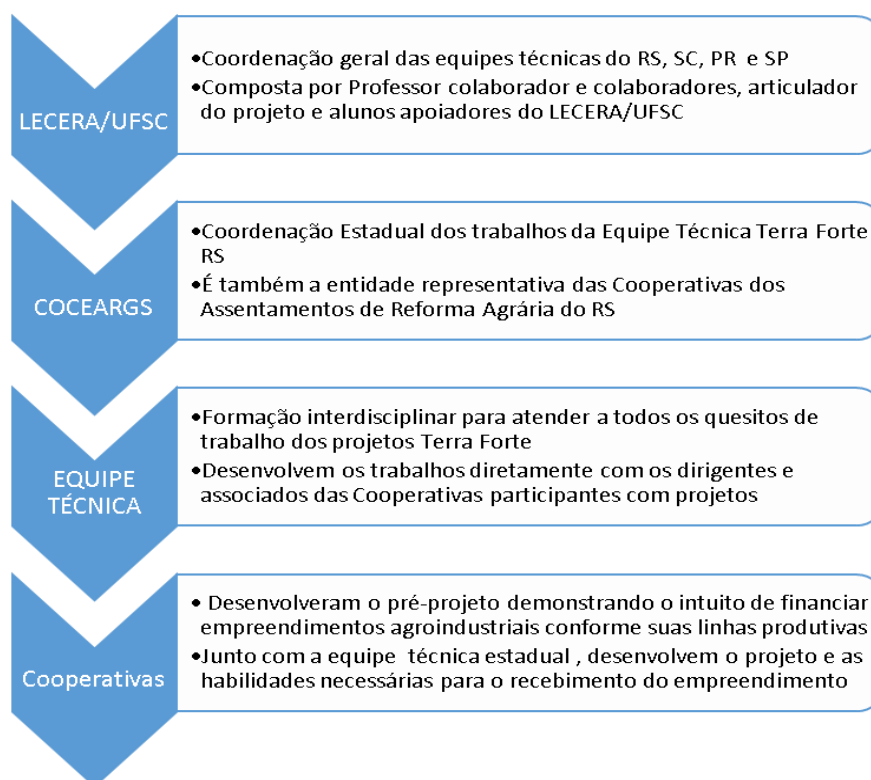 LECERA/UFSC
•Coordenação geral das equipes técnicas do RS, SC, PR e SP
•Composta por Professor colaborador e colaboradores, articulador
do projeto e alunos apoiadores do LECERA/UFSC
COCEARGS
•Coordenação Estadual dos trabalhos da Equipe Técnica Terra Forte
RS
•É também a entidade representativa das Cooperativas dos
Assentamentos de Reforma Agrária do RS
EQUIPE
TÉCNICA
•Formação interdisciplinar para atender a todos os quesitos de
trabalho dos projetos Terra Forte
•Desenvolvem os trabalhos diretamente com os dirigentes e
associados das Cooperativas participantes com projetos
Cooperativas
• Desenvolveram o pré-projeto demonstrando o intuito de financiar
empreendimentos agroindustriais conforme suas linhas produtivas
•Junto com a equipe técnica estadual , desenvolvem o projeto e as
habilidades necessárias para o recebimento do empreendimento